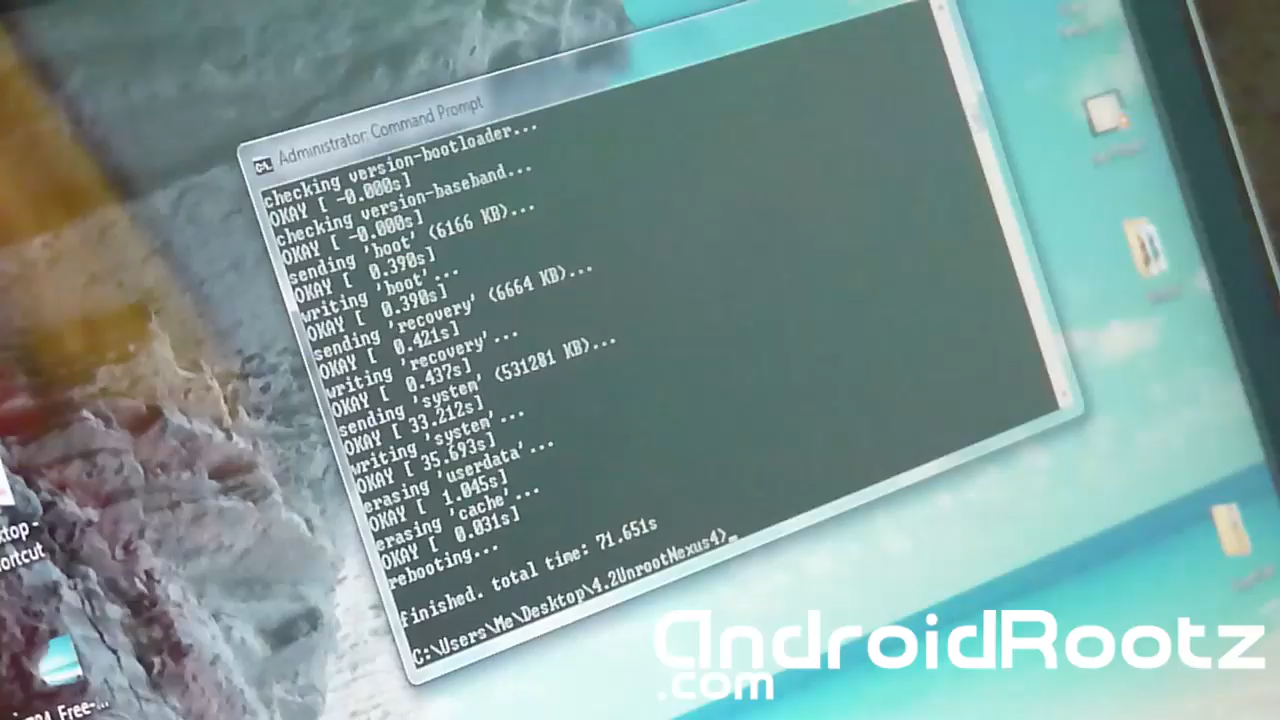 Administrator: Command Prompt
checking version-bootloader...
OKAY [ -0.000s]
checking version-baseband...
OKAY [ -0.000s]
sending 'boot' (6166 KB)...
OKAY [  0.390s]
writing 'boot'...
OKAY [  0.390s]
sending 'recovery' (6664 KB)...
OKAY [  0.421s]
writing 'recovery'...
OKAY [  0.437s]
sending 'system' (531281 KB)...
OKAY [ 33.212s]
writing 'system'...
OKAY [ 35.693s]
erasing 'userdata'...
OKAY [  1.045s]
erasing 'cache'...
OKAY [  0.031s]
rebooting...
finished. total time: 71.651s
C:\Users\Me\Desktop\4.2UnrootNexus4>_
ktop -
ortcut
Free-...
AndroidRootz
.com